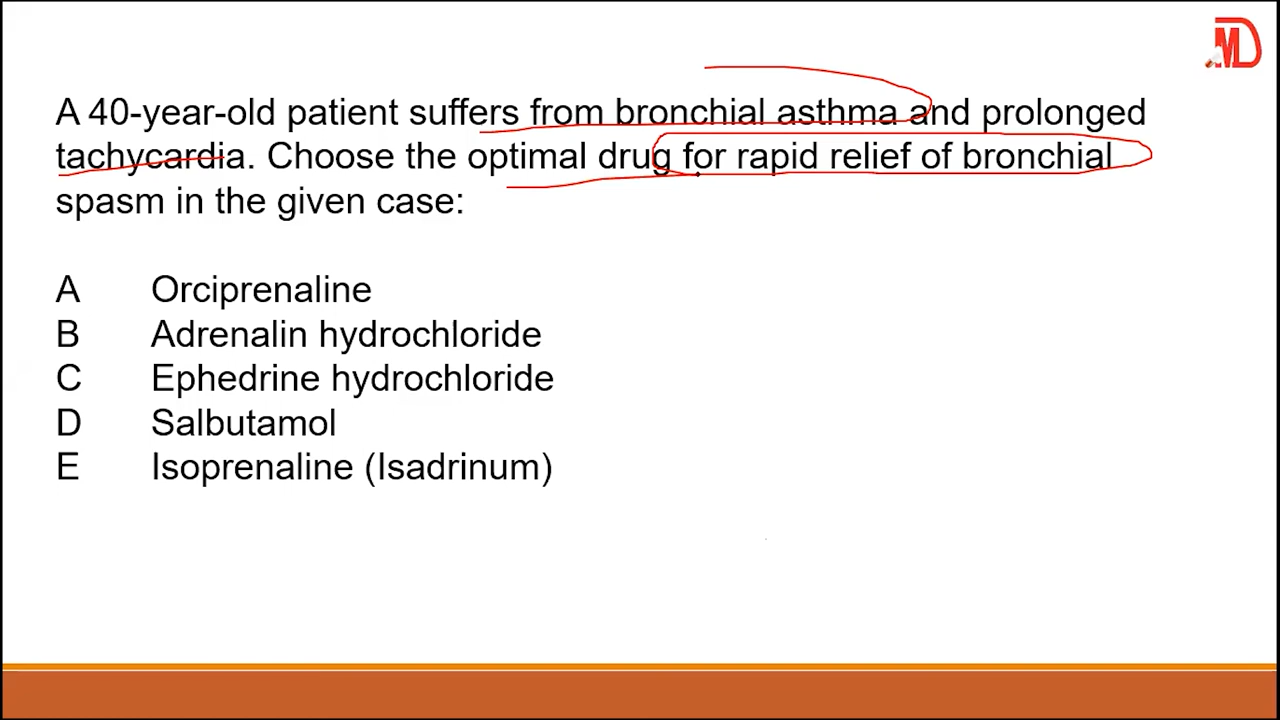 MD
A 40-year-old patient suffers from bronchial asthma and prolonged
tachycardia. Choose the optimal drug for rapid relief of bronchial
spasm in the given case:
A Orciprenaline
B Adrenalin hydrochloride
C Ephedrine hydrochloride
D Salbutamol
E Isoprenaline (Isadrinum)